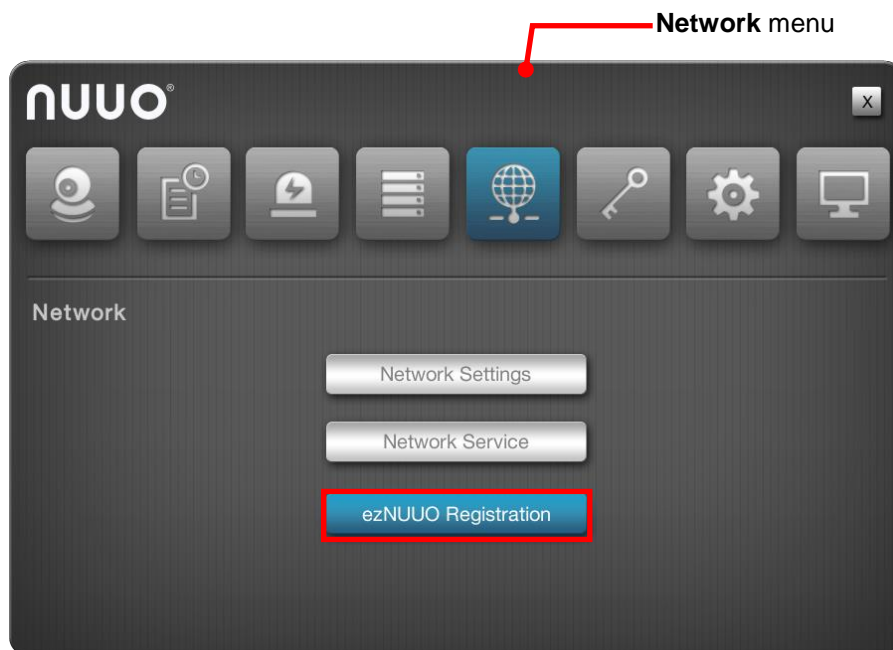 Network menu
nuuo®
X
Network
Network Settings
Network Service
ezNUUO Registration